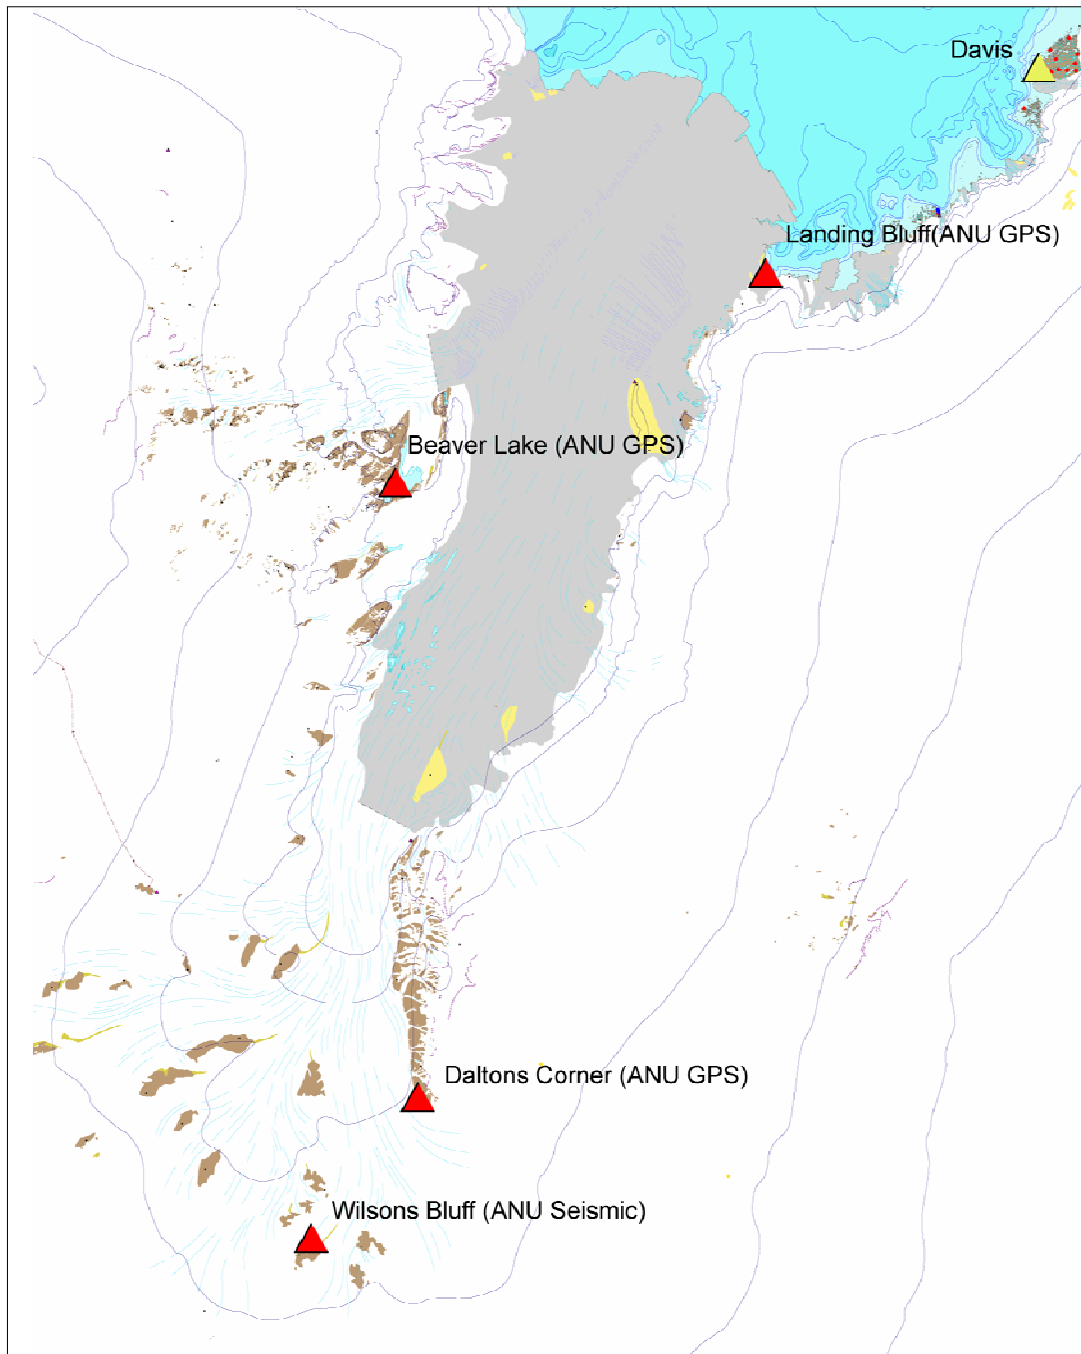 Davis
Landing Bluff(ANU GPS)
Beaver Lake (ANU GPS)
Daltons Corner (ANU GPS)
Wilsons Bluff (ANU Seismic)